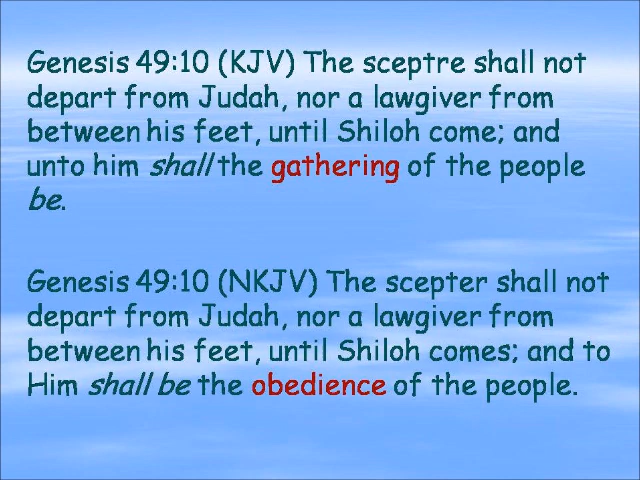 Genesis 49:10 (KJV) The sceptre shall not
depart from Judah, nor a lawgiver from
between his feet, until Shiloh come; and
unto him shall the gathering of the people
be.
Genesis 49:10 (NKJV) The scepter shall not
depart from Judah, nor a lawgiver from
between his feet, until Shiloh comes; and to
Him shall be the obedience of the people.